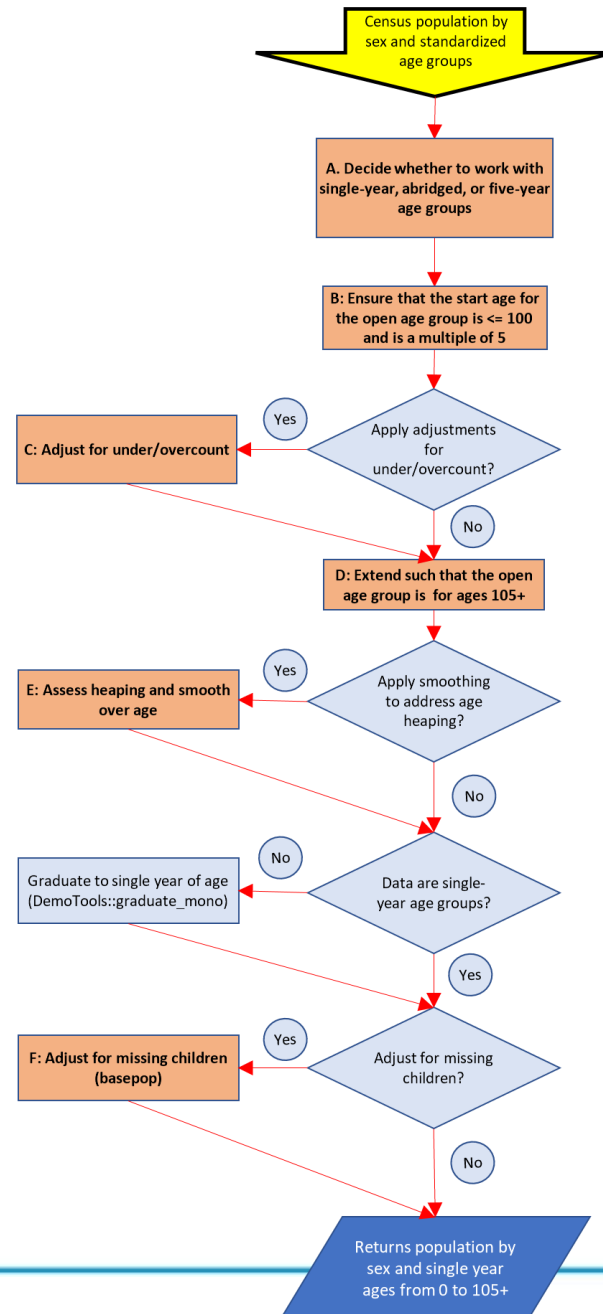 Census population by
sex and standardized
age groups
A. Decide whether to work with
single-year, abridged, or five-year
age groups
B: Ensure that the start age for
the open age group is <= 100
and is a multiple of 5
Yes
Apply adjustments
for
under/overcount?
C: Adjust for under/overcount
No
D: Extend such that the open
age group is for ages 105+
Yes
Apply smoothing
to address age
heaping?
E: Assess heaping and smooth
over age
No
No
Data are single-
year age groups?
Graduate to single year of age
(DemoTools::graduate_mono)
Yes
Yes
Adjust for missing
children?
F: Adjust for missing children
(basepop)
No
Returns population by
sex and single year
ages from 0 to 105+